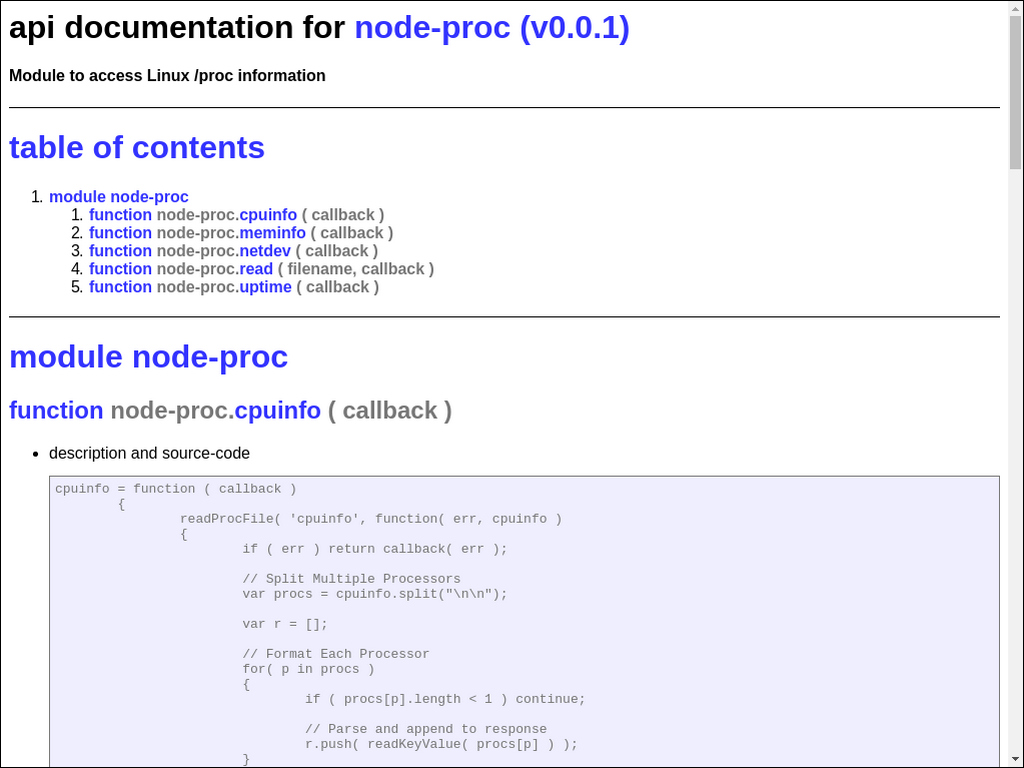 api documentation for node-proc (v0.0.1)
Module to access Linux /proc information
table of contents
1. module node-proc
1. function node-proc.cpuinfo ( callback )
2. function node-proc.meminfo ( callback )
3. function node-proc.netdev ( callback )
4. function node-proc.read ( filename, callback )
5. function node-proc.uptime ( callback )
module node-proc
function node-proc.cpuinfo ( callback )
• description and source-code
cpuinfo = function ( callback )
{
readProcFile( 'cpuinfo', function( err, cpuinfo )
{
if ( err ) return callback( err );
// Split Multiple Processors
var procs = cpuinfo.split("\n\n");
var r = [];
// Format Each Processor
for( p in procs )
{
if ( procs[p].length < 1 ) continue;
// Parse and append to response
r.push( readKeyValue( procs[p] ) );
}